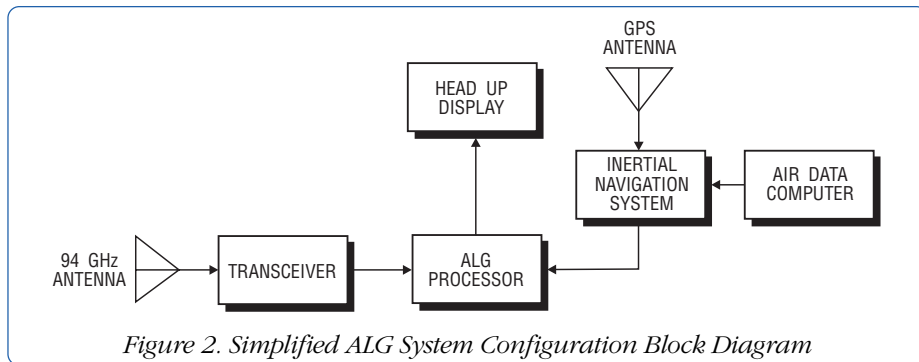 GPS
ANTENNA
HEAD UP
DISPLAY
INERTIAL
NAVIGATION
SYSTEM
AIR DATA
COMPUTER
94 GHz
ANTENNA
TRANSCEIVER
ALG
PROCESSOR
Figure 2. Simplified ALG System Configuration Block Diagram